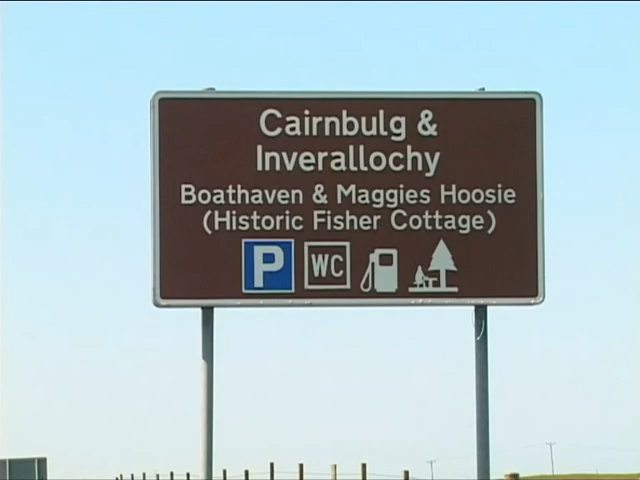 Cairnbulg &
Inverallochy
Boathaven & Maggies Hoosie
(Historic Fisher Cottage)
P WC